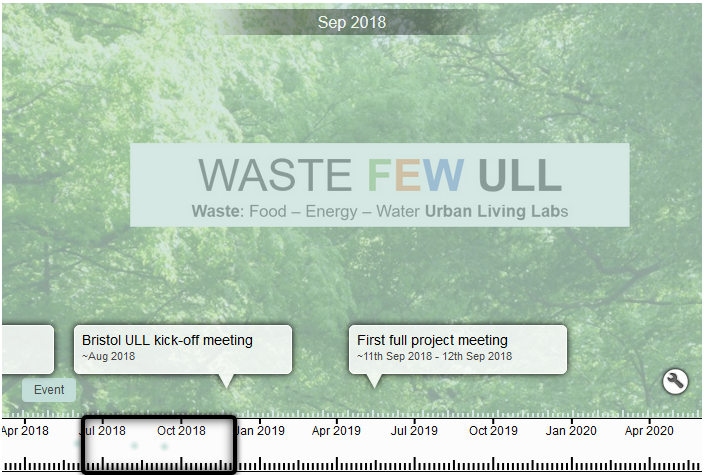 Sep 2018
WASTE FEW ULL
Waste: Food – Energy – Water Urban Living Labs
Bristol ULL kick-off meeting
~Aug 2018
First full project meeting
~11th Sep 2018 - 12th Sep 2018
Event
Apr 2018 Jul 2018 Oct 2018 Jan 2019 Apr 2019 Jul 2019 Oct 2019 Jan 2020 Apr 2020